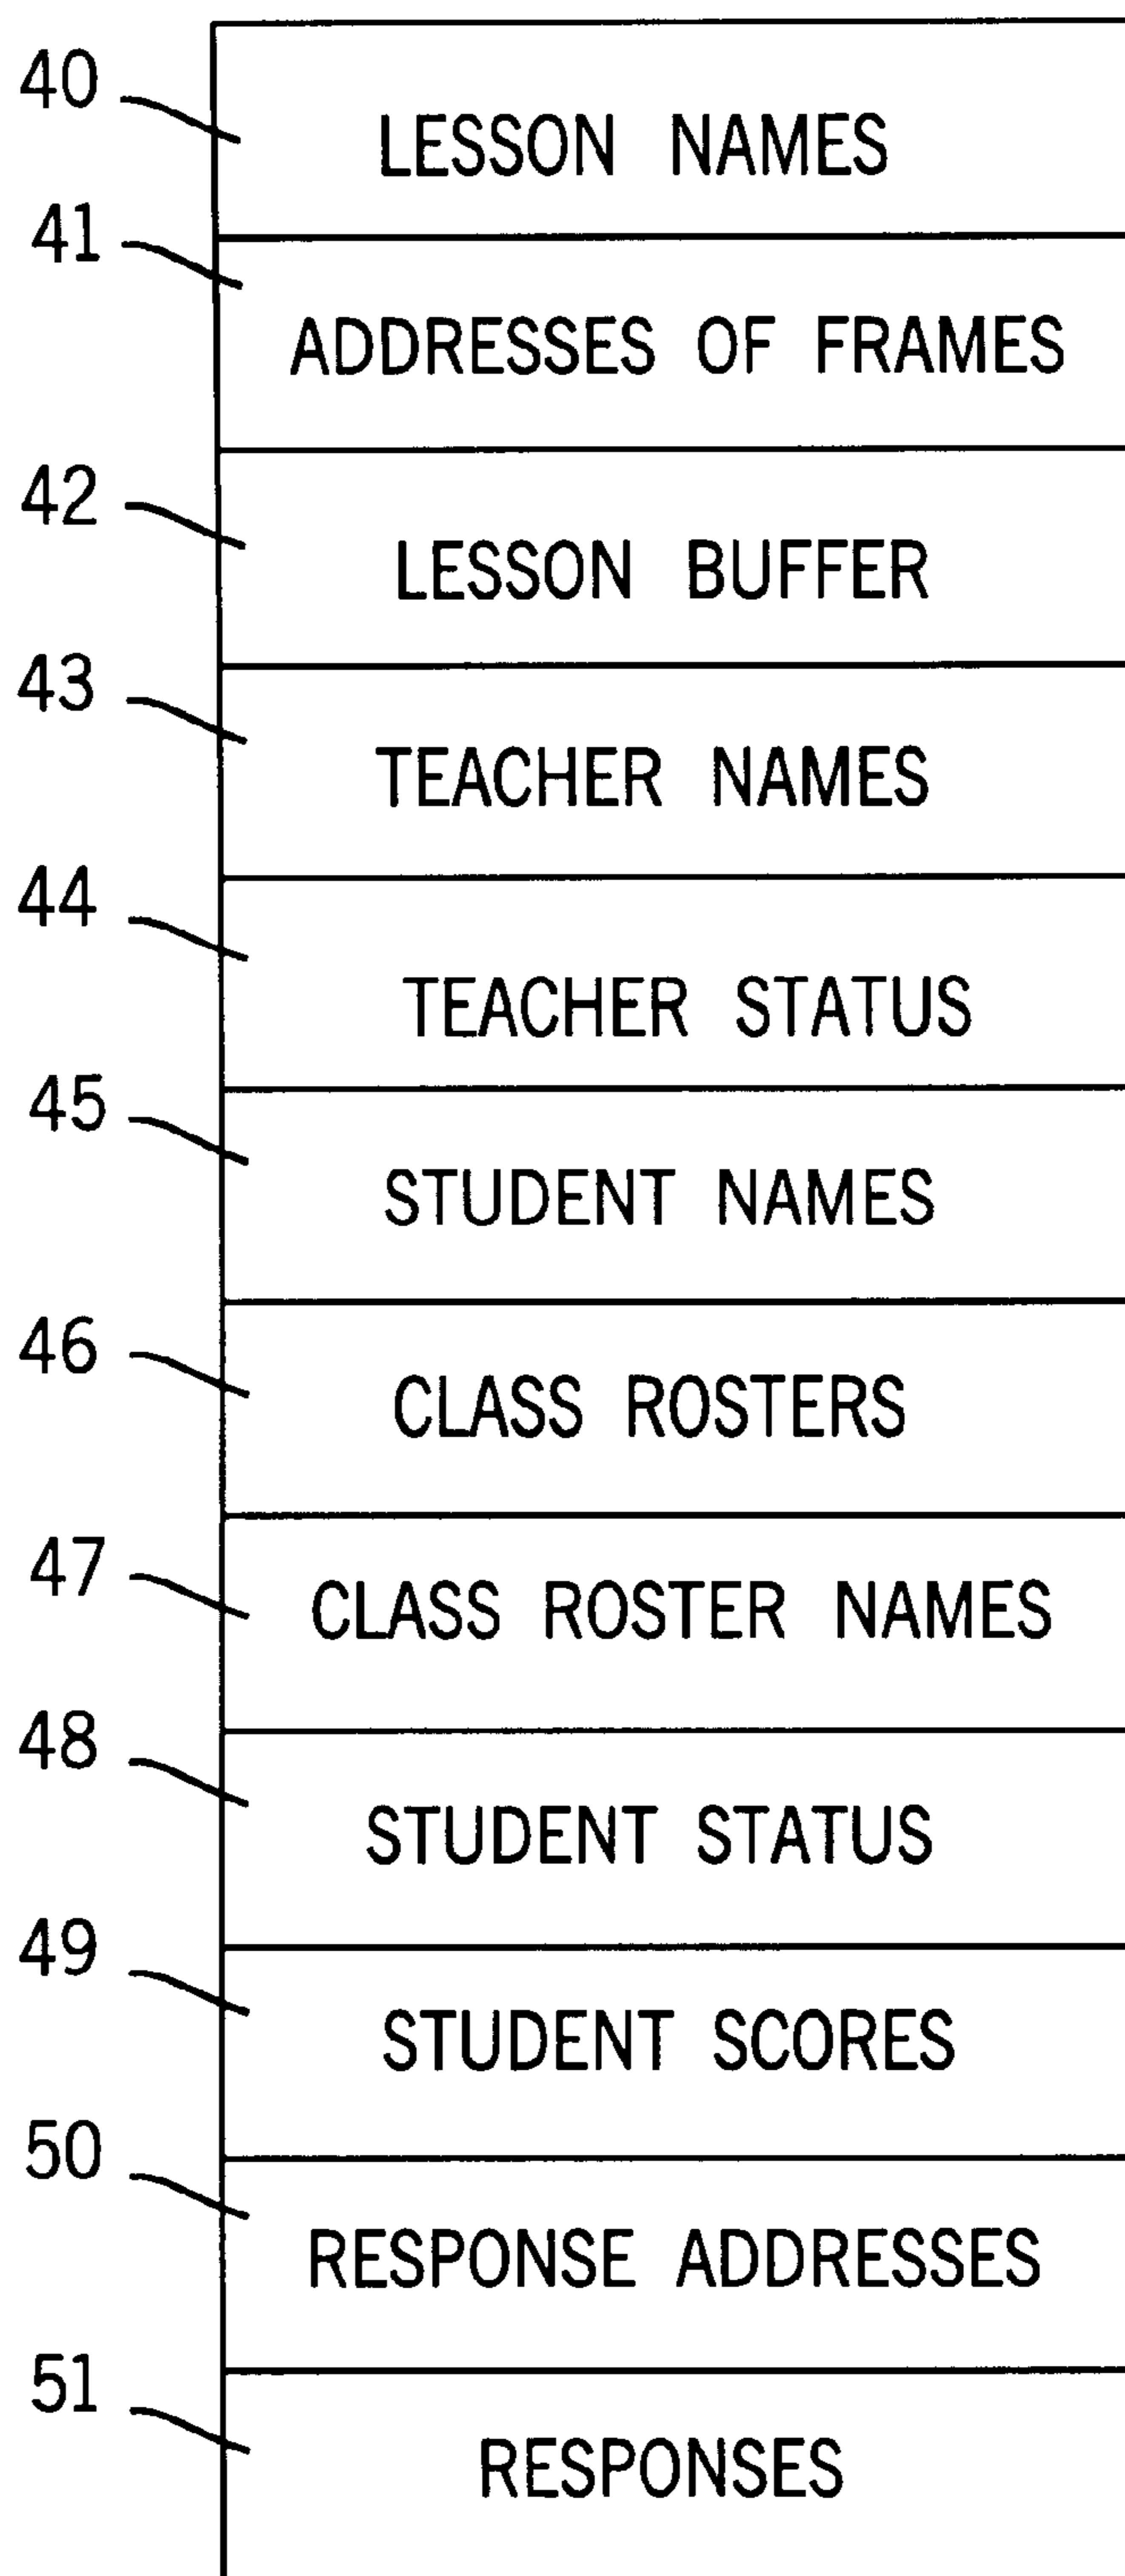 40 LESSON NAMES
41 ADDRESSES OF FRAMES
42 LESSON BUFFER
43 TEACHER NAMES
44 TEACHER STATUS
45 STUDENT NAMES
46 CLASS ROSTERS
47 CLASS ROSTER NAMES
48 STUDENT STATUS
49 STUDENT SCORES
50 RESPONSE ADDRESSES
51 RESPONSES